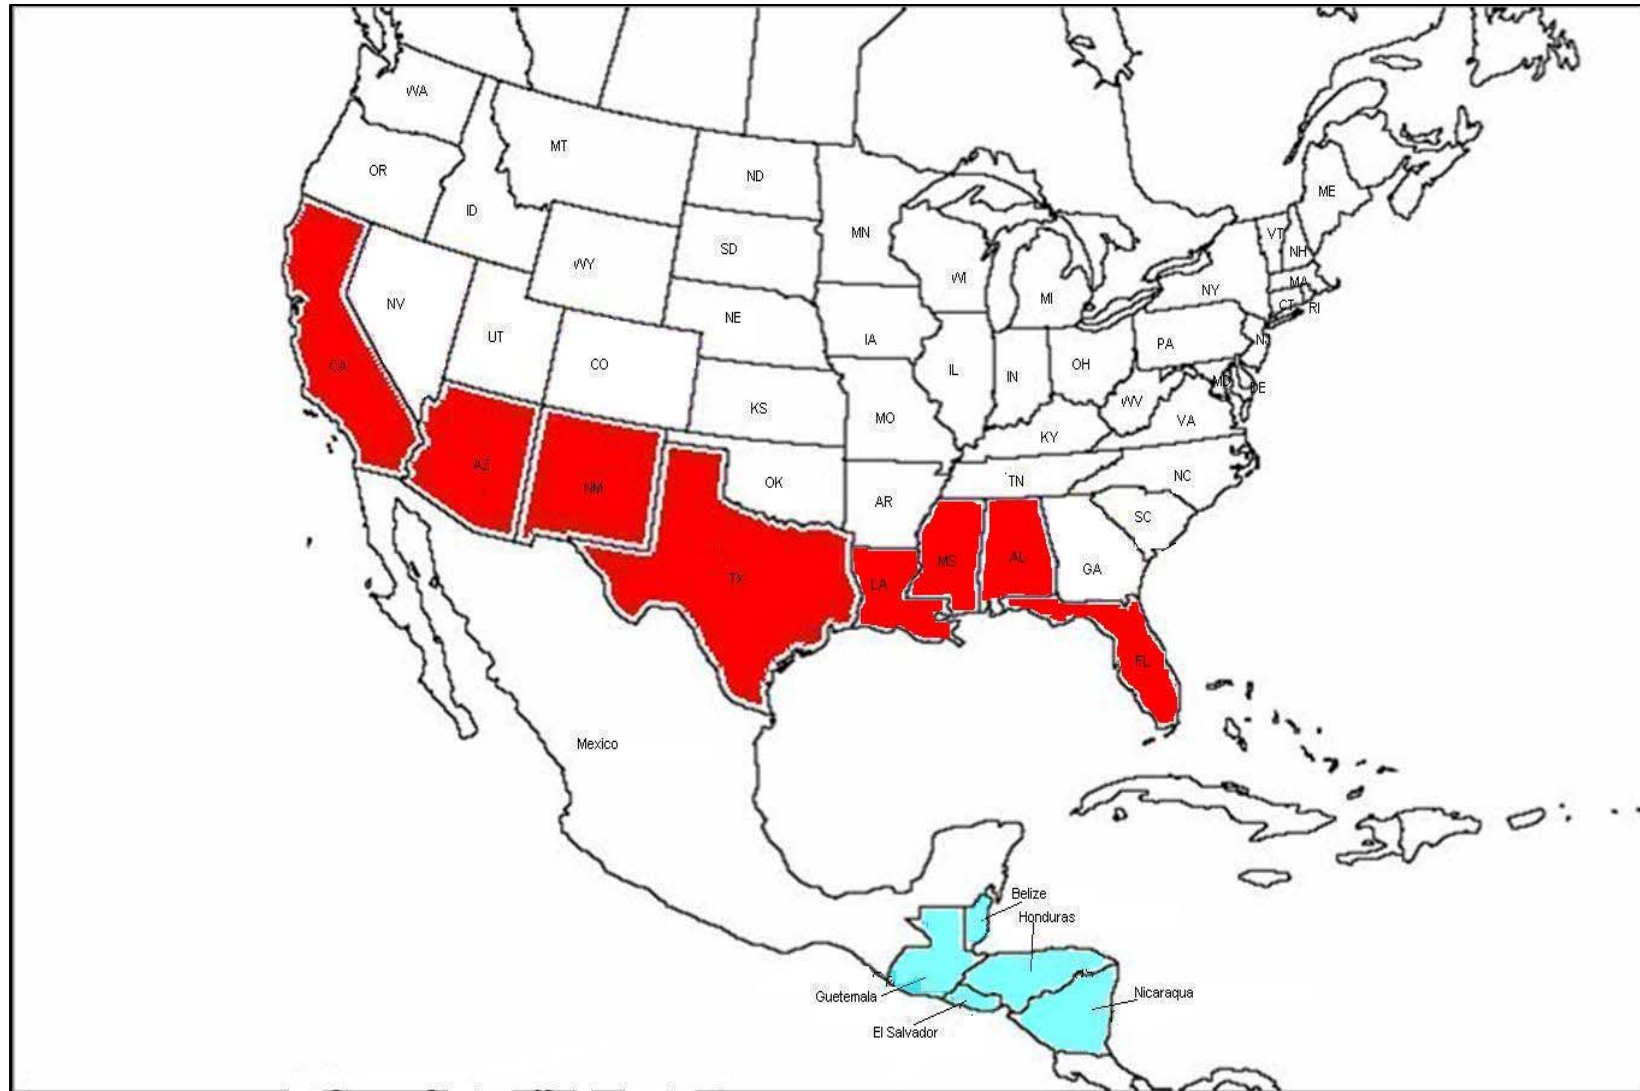 WA
MT
OR
ND
ID
MN
SD
WY
WI
MI
ME
VT
NH
NY
MA
CT
RI
NV
NE
UT
IA
CO
IL
IN
OH
PA
NJ
CA
KS
MO
WV
MD
DE
VA
KY
AZ
NM
OK
AR
TN
NC
SC
TX
LA
MS
AL
GA
FL
Mexico
Belize
Honduras
Guetemala
Nicaraqua
El Salvador